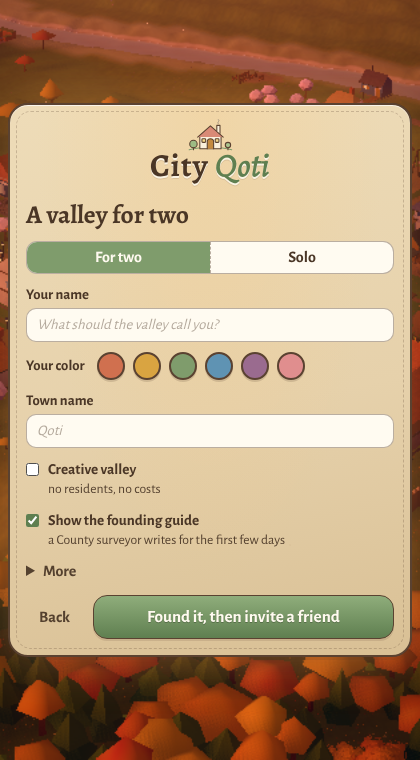 City Qoti
A valley for two
For two
Solo
Your name
What should the valley call you?
Your color
Town name
Qoti
Creative valley
no residents, no costs
Show the founding guide
a County surveyor writes for the first few days
More
Back
Found it, then invite a friend